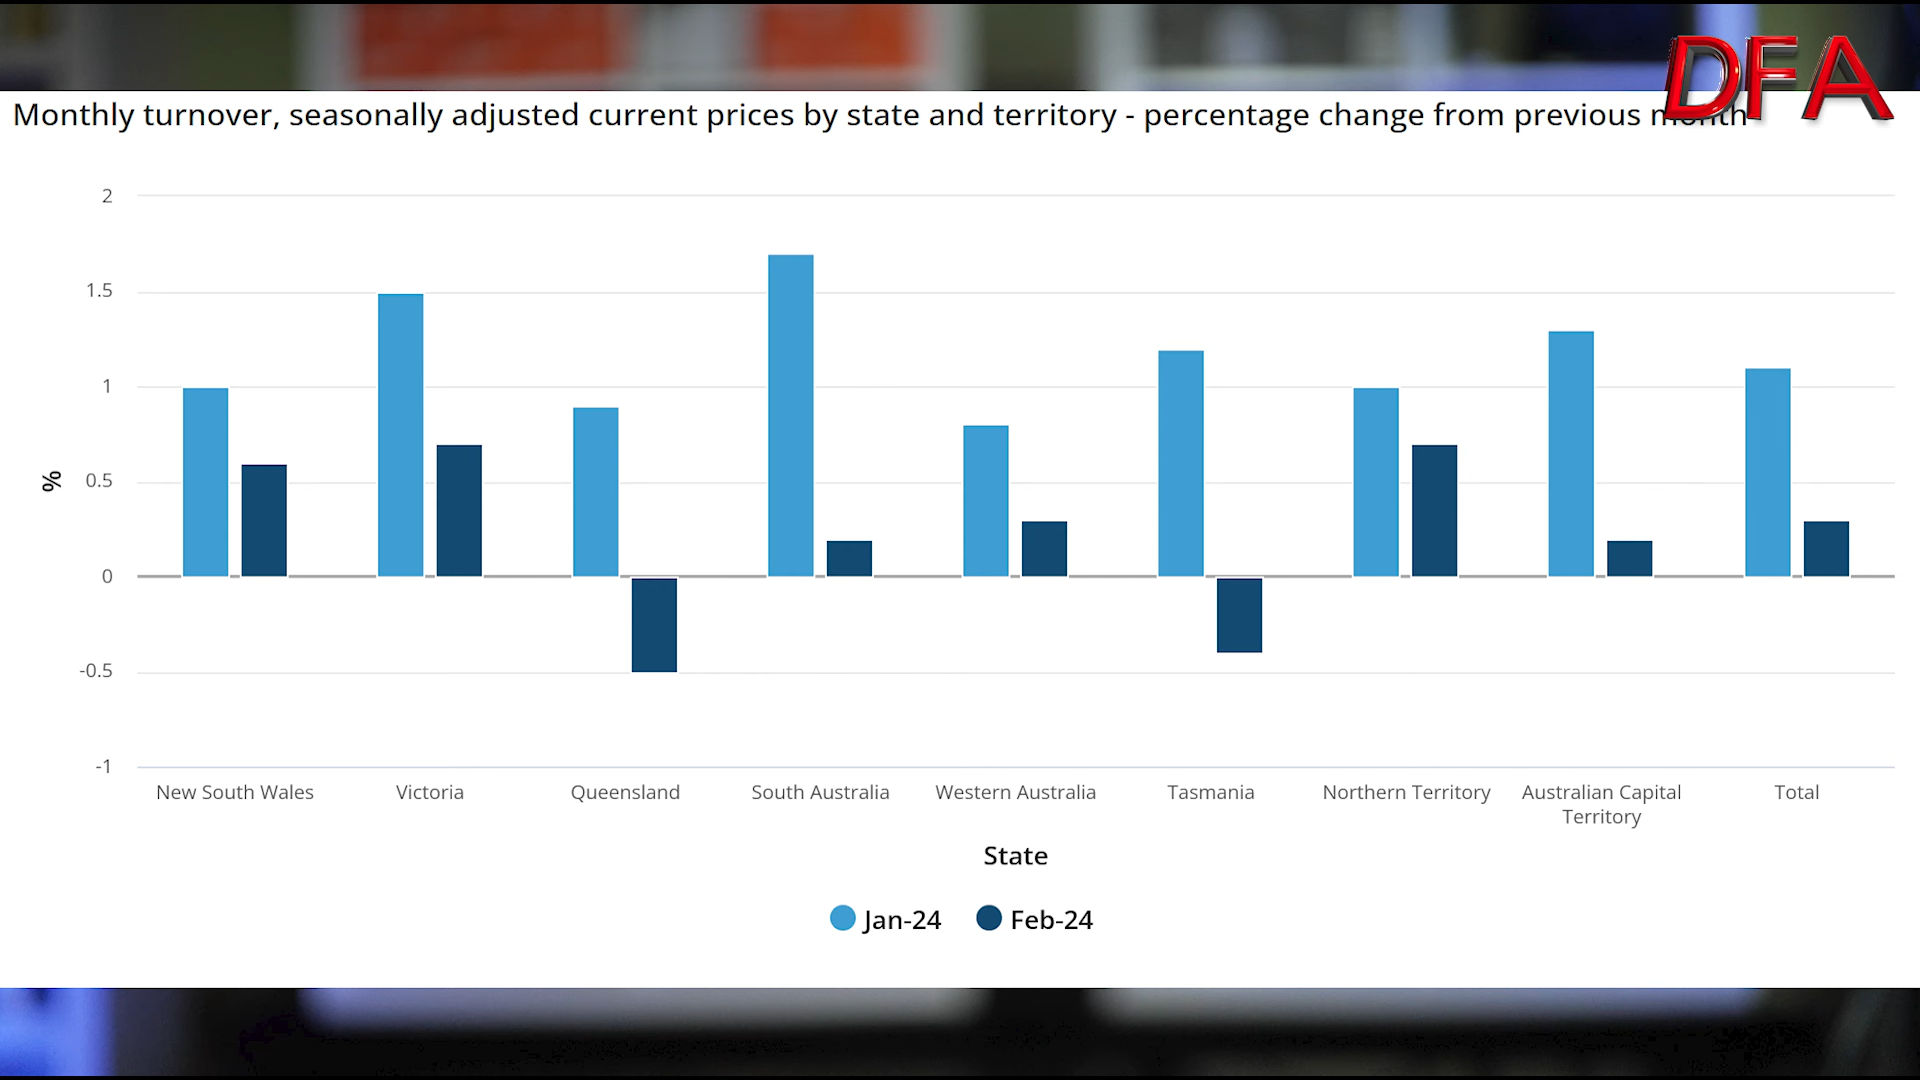 DFA
Monthly turnover, seasonally adjusted current prices by state and territory - percentage change from previous month
2
1.5
1
0.5
0
-0.5
-1
%
New South Wales
Victoria
Queensland
South Australia
Western Australia
Tasmania
Northern Territory
Australian Capital
Territory
Total
State
Jan-24
Feb-24